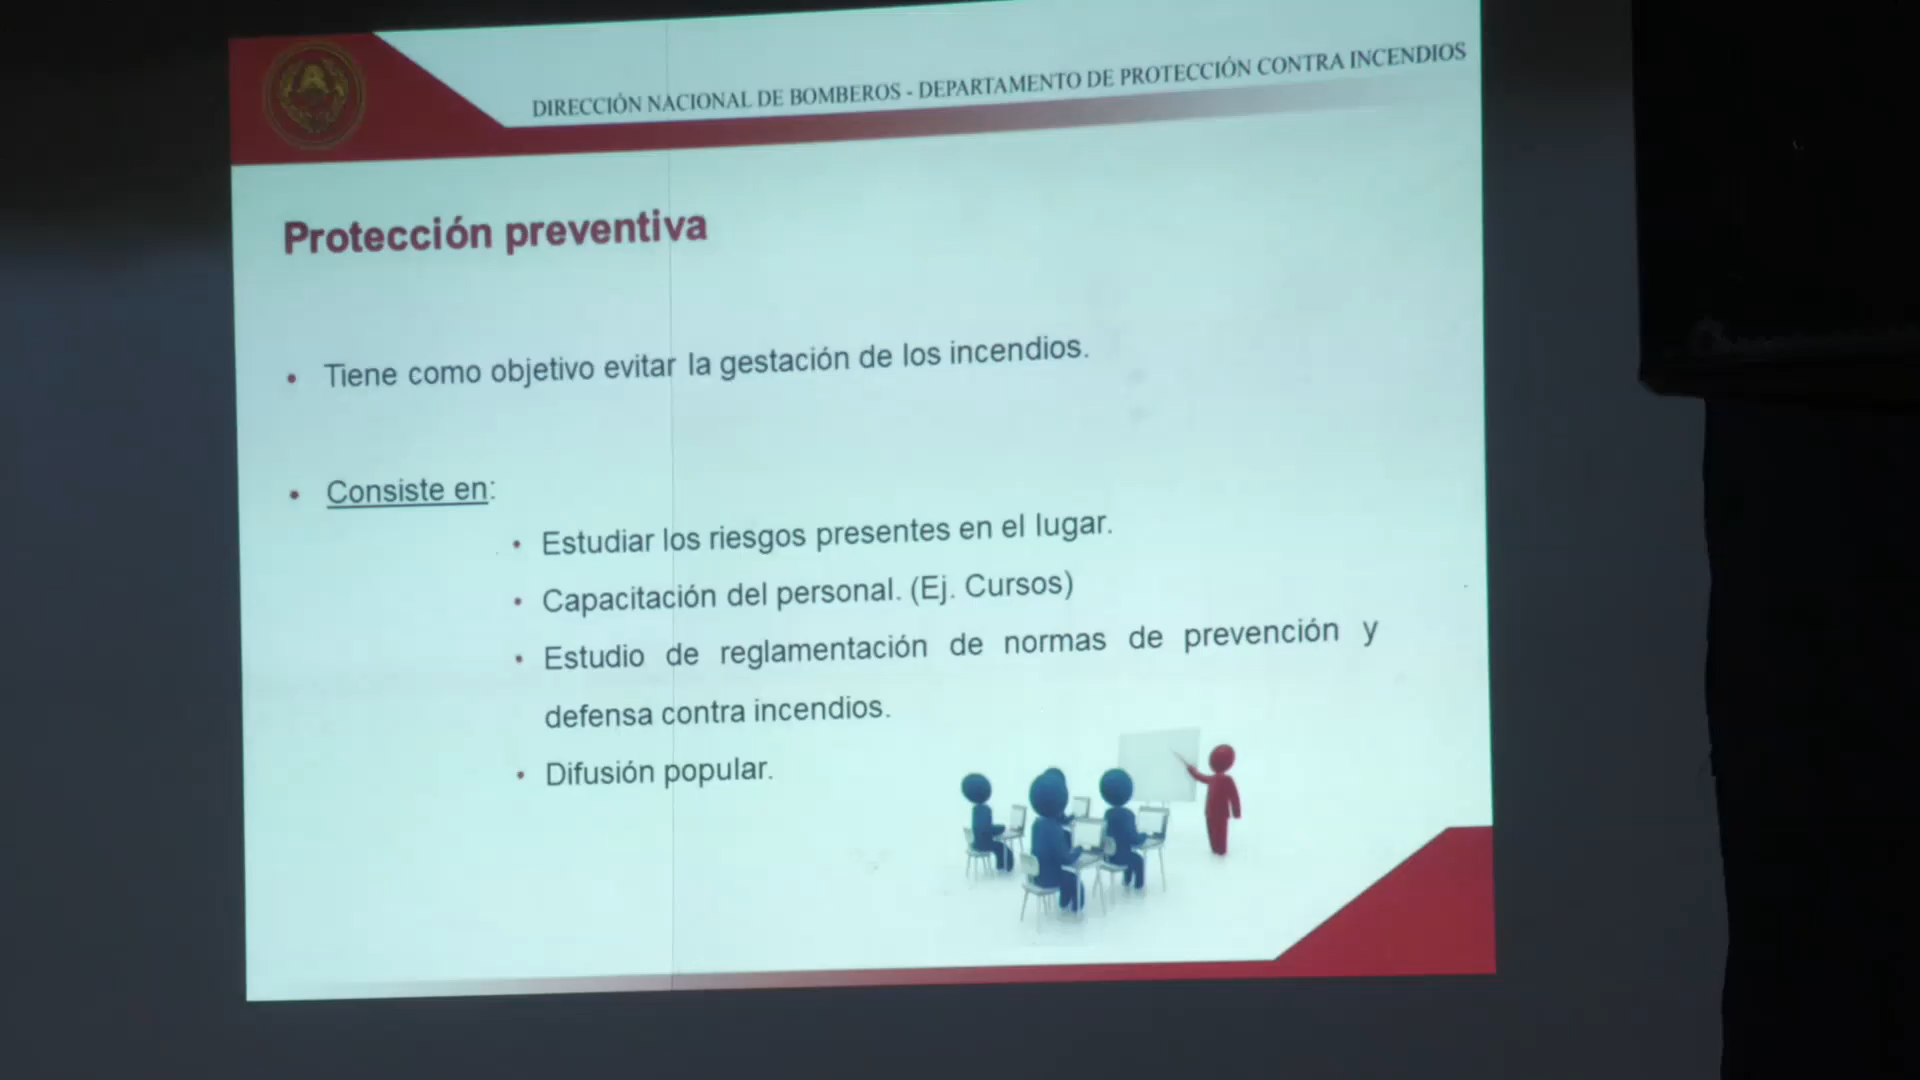 DIRECCIÓN NACIONAL DE BOMBEROS - DEPARTAMENTO DE PROTECCIÓN CONTRA INCENDIOS
Protección preventiva
• Tiene como objetivo evitar la gestación de los incendios.
• Consiste en:
• Estudiar los riesgos presentes en el lugar.
• Capacitación del personal. (Ej. Cursos)
• Estudio de reglamentación de normas de prevención y
defensa contra incendios.
• Difusión popular.